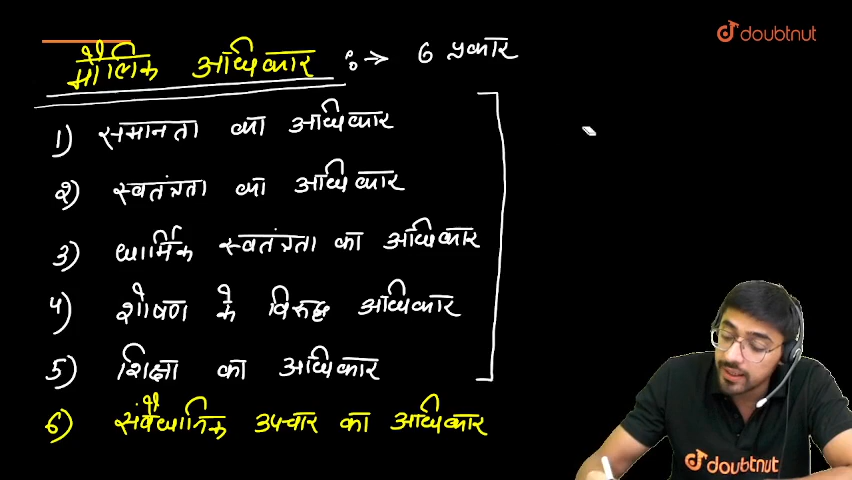 doubtnut
मौलिक अधिकार :→ 6 प्रकार
1) समानता का अधिकार
2) स्वतंत्रता का अधिकार
3) धार्मिक स्वतंत्रता का अधिकार
4) शोषण के विरुद्ध अधिकार
5) शिक्षा का अधिकार
6) संवैधानिक उपचार का अधिकार
doubtnut